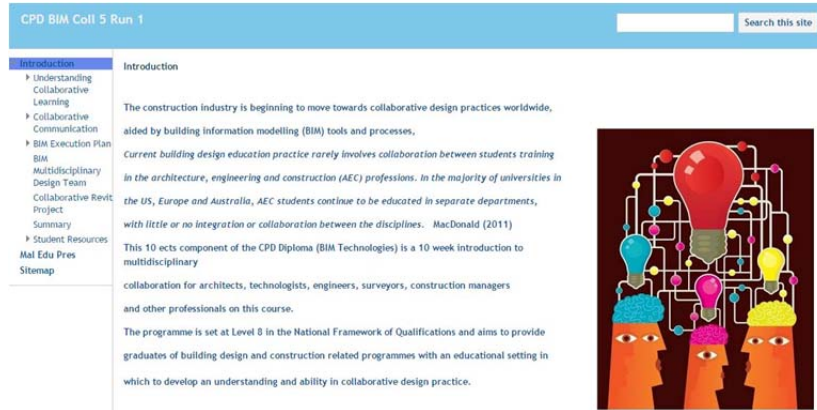 CPD BIM Coll 5 Run 1
Search this site
Introduction
Understanding
Collaborative
Learning
Collaborative
Communication
BIM Execution Plan
BIM
Multidisciplinary
Design Team
Collaborative Revit
Project
Summary
Student Resources
Mal Edu Pres
Sitemap
Introduction
The construction industry is beginning to move towards collaborative design practices worldwide,
aided by building information modelling (BIM) tools and processes,
Current building design education practice rarely involves collaboration between students training
in the architecture, engineering and construction (AEC) professions. In the majority of universities in
the US, Europe and Australia, AEC students continue to be educated in separate departments,
with little or no integration or collaboration between the disciplines. MacDonald (2011)
This 10 ects component of the CPD Diploma (BIM Technologies) is a 10 week introduction to
multidisciplinary
collaboration for architects, technologists, engineers, surveyors, construction managers
and other professionals on this course.
The programme is set at Level 8 in the National Framework of Qualifications and aims to provide
graduates of building design and construction related programmes with an educational setting in
which to develop an understanding and ability in collaborative design practice.